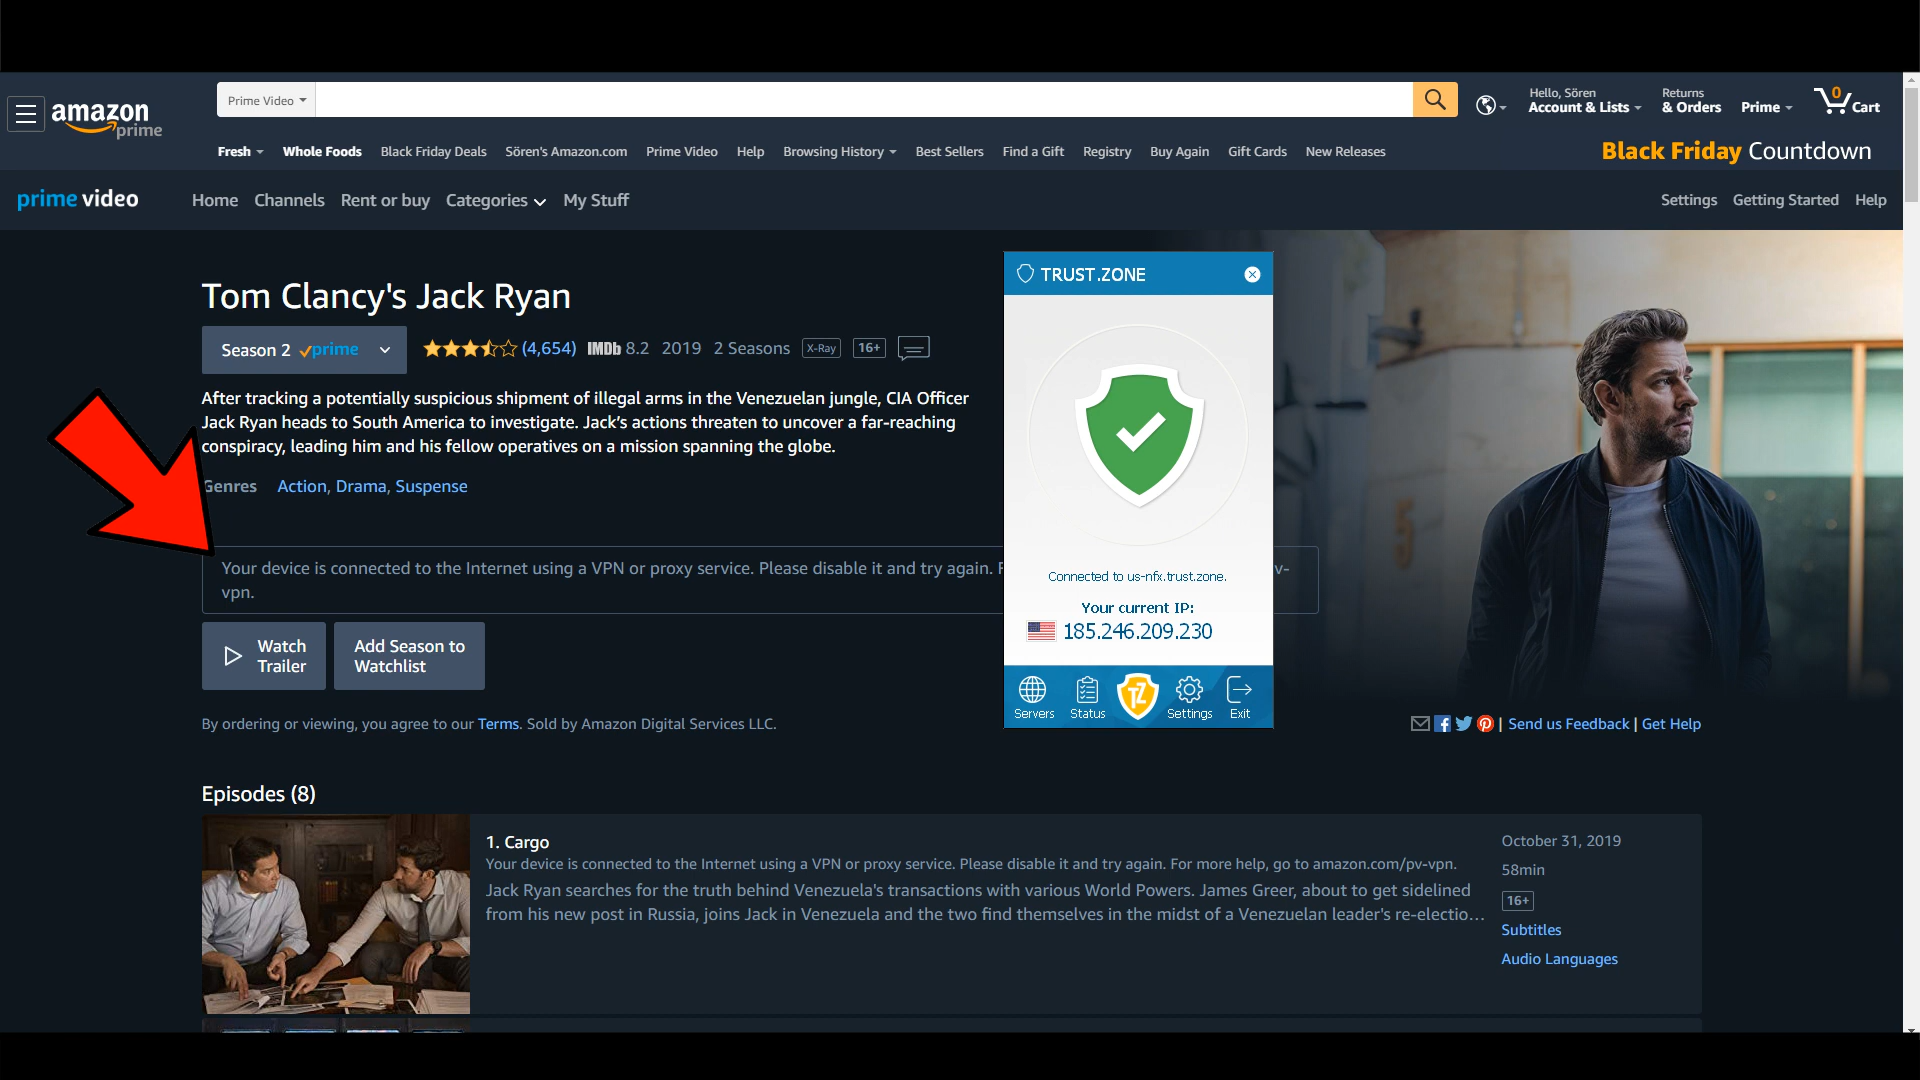 amazon
prime
Prime Video
Hello, Sören
Account & Lists
Returns
& Orders
Prime
0
Cart
Fresh
Whole Foods
Black Friday Deals
Sören's Amazon.com
Prime Video
Help
Browsing History
Best Sellers
Find a Gift
Registry
Buy Again
Gift Cards
New Releases
Black Friday Countdown
prime video
Home
Channels
Rent or buy
Categories
My Stuff
Settings
Getting Started
Help
Tom Clancy's Jack Ryan
Season 2 prime
(4,654)
IMDb 8.2
2019
2 Seasons
X-Ray
16+
After tracking a potentially suspicious shipment of illegal arms in the Venezuelan jungle, CIA Officer
Jack Ryan heads to South America to investigate. Jack's actions threaten to uncover a far-reaching
conspiracy, leading him and his fellow operatives on a mission spanning the globe.
Genres
Action, Drama, Suspense
Your device is connected to the Internet using a VPN or proxy service. Please disable it and try again. F
v-
vpn.
Watch
Trailer
Add Season to
Watchlist
By ordering or viewing, you agree to our Terms. Sold by Amazon Digital Services LLC.
TRUST.ZONE
Connected to us-nfx.trust.zone.
Your current IP:
185.246.209.230
Servers
Status
TZ
Settings
Exit
5
| Send us Feedback | Get Help
Episodes (8)
1. Cargo
Your device is connected to the Internet using a VPN or proxy service. Please disable it and try again. For more help, go to amazon.com/pv-vpn.
Jack Ryan searches for the truth behind Venezuela's transactions with various World Powers. James Greer, about to get sidelined
from his new post in Russia, joins Jack in Venezuela and the two find themselves in the midst of a Venezuelan leader's re-electio…
October 31, 2019
58min
16+
Subtitles
Audio Languages